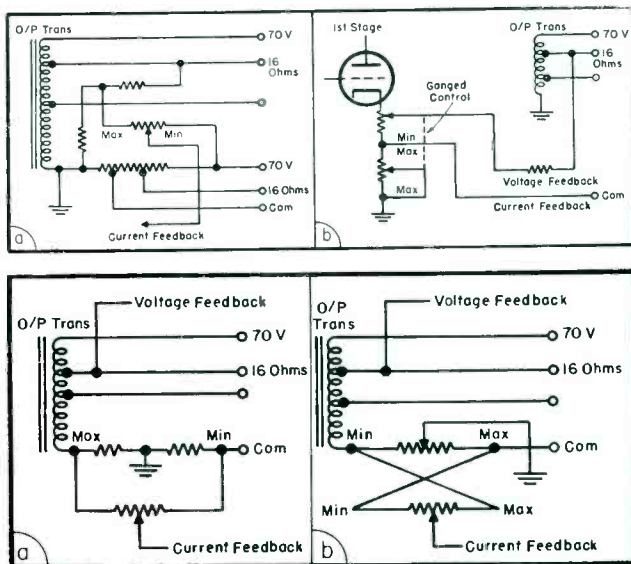 O/P Trans
70 V
16
Ohms
Max
Min
70 V
16 Ohms
Com
Current Feedback
a
1st Stage
O/P Trans
70 V
16
Ohms
Ganged
Control
Min
Max
Max
Voltage Feedback
Current Feedback
Com
b
Voltage Feedback
O/P Trans
70 V
16 Ohms
Max
Min
Com
Current Feedback
a
Voltage Feedback
O/P
Trans
70 V
16 Ohms
Min
Max
Com
Min
Max
Current Feedback
b